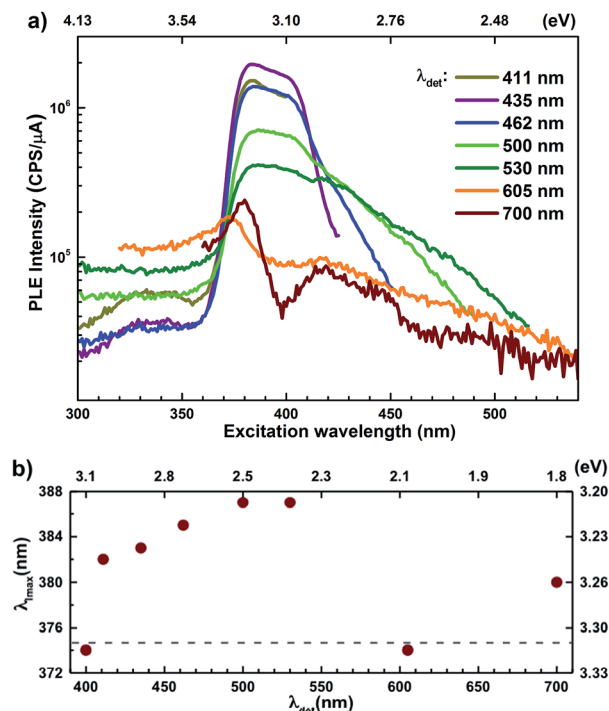 4.13 3.54 3.10 2.76 2.48 (eV)
a)
λdet:
411 nm
435 nm
462 nm
500 nm
530 nm
605 nm
700 nm
PLE Intensity (CPS/μA)
10^6
10^5
300 350 400 450 500
Excitation wavelength (nm)
b)
3.1 2.8 2.5 2.3 2.1 1.9 1.8 (eV)
λImax(nm)
388 3.20
384 3.23
380 3.26
376 3.30
372 3.33
400 450 500 550 600 650 700
λdet(nm)